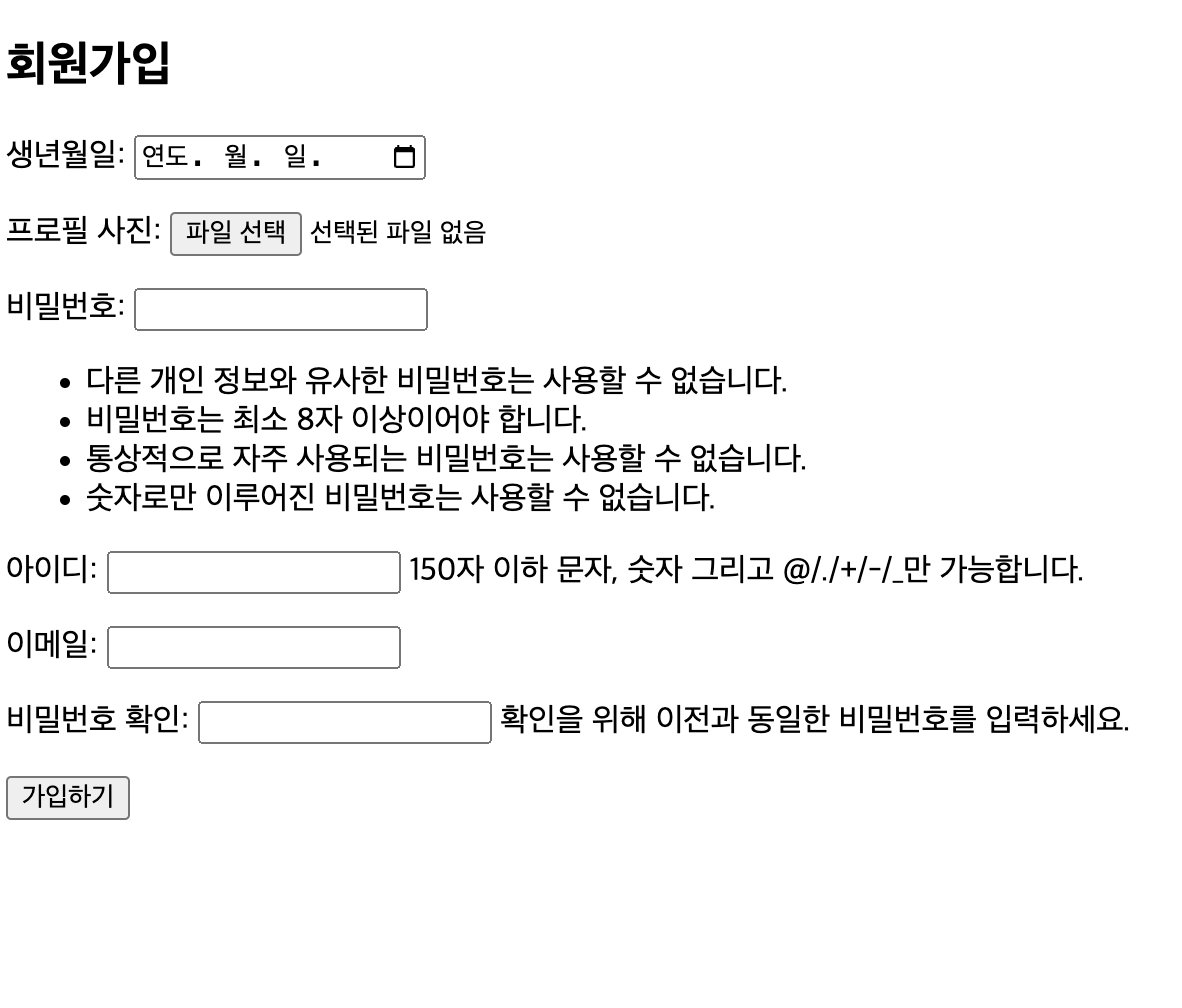 회원가입
생년월일: 연도. 월. 일.
프로필 사진: 파일 선택 선택된 파일 없음
비밀번호:
다른 개인 정보와 유사한 비밀번호는 사용할 수 없습니다.
비밀번호는 최소 8자 이상이어야 합니다.
통상적으로 자주 사용되는 비밀번호는 사용할 수 없습니다.
숫자로만 이루어진 비밀번호는 사용할 수 없습니다.
아이디: 150자 이하 문자, 숫자 그리고 @/./+/-/_만 가능합니다.
이메일:
비밀번호 확인: 확인을 위해 이전과 동일한 비밀번호를 입력하세요.
가입하기